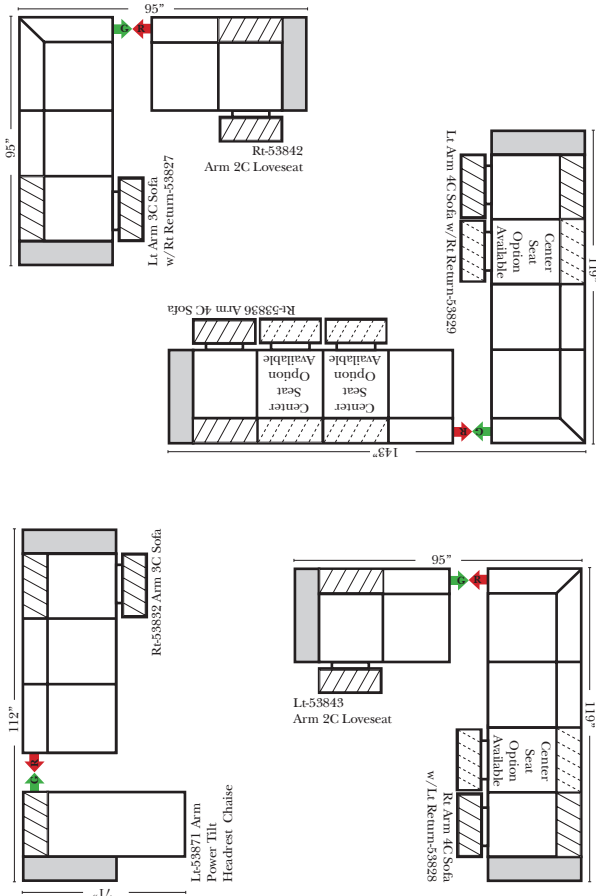 95”
G R
95”
Rt-53842
Arm 2C Loveseat
Lt Arm 3C Sofa
w/Rt Return-53827
Lt Arm 4C Sofa w/Rt Return-53829
Center
Seat
Option
Available
119”
Rt-53836 Arm 4C Sofa
Center
Seat
Option
Available
Center
Seat
Option
Available
R G
143”
Rt-53832 Arm 3C Sofa
112”
G R
Lt-53871 Arm
Power Tilt
Headrest Chaise
71”
95”
G R
Lt-53843
Arm 2C Loveseat
Center
Seat
Option
Available
119”
Rt Arm 4C Sofa
w/Lt Return-53828